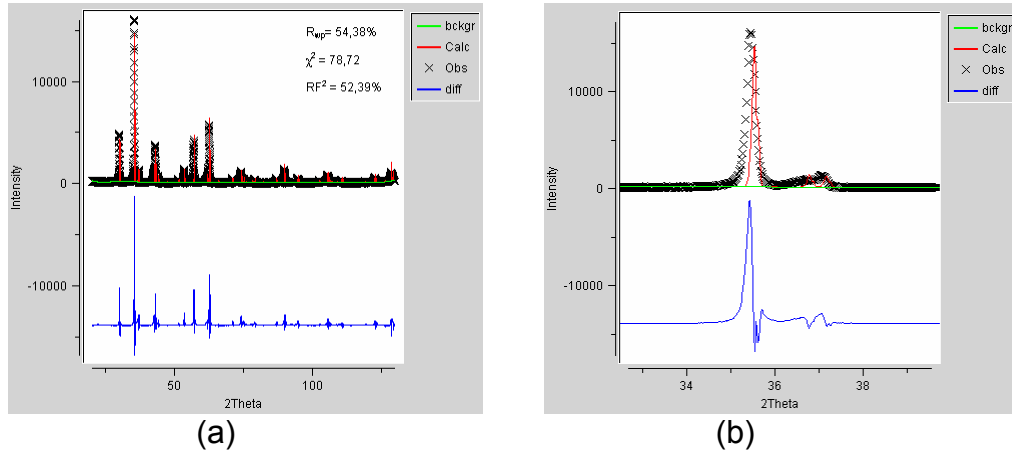 R_wp= 54,38%
χ² = 78,72
RF² = 52,39%
bckgr
Calc
Obs
diff
10000
0
-10000
Intensity
50
100
2Theta
(a)
bckgr
Calc
Obs
diff
10000
0
-10000
Intensity
34
36
38
2Theta
(b)